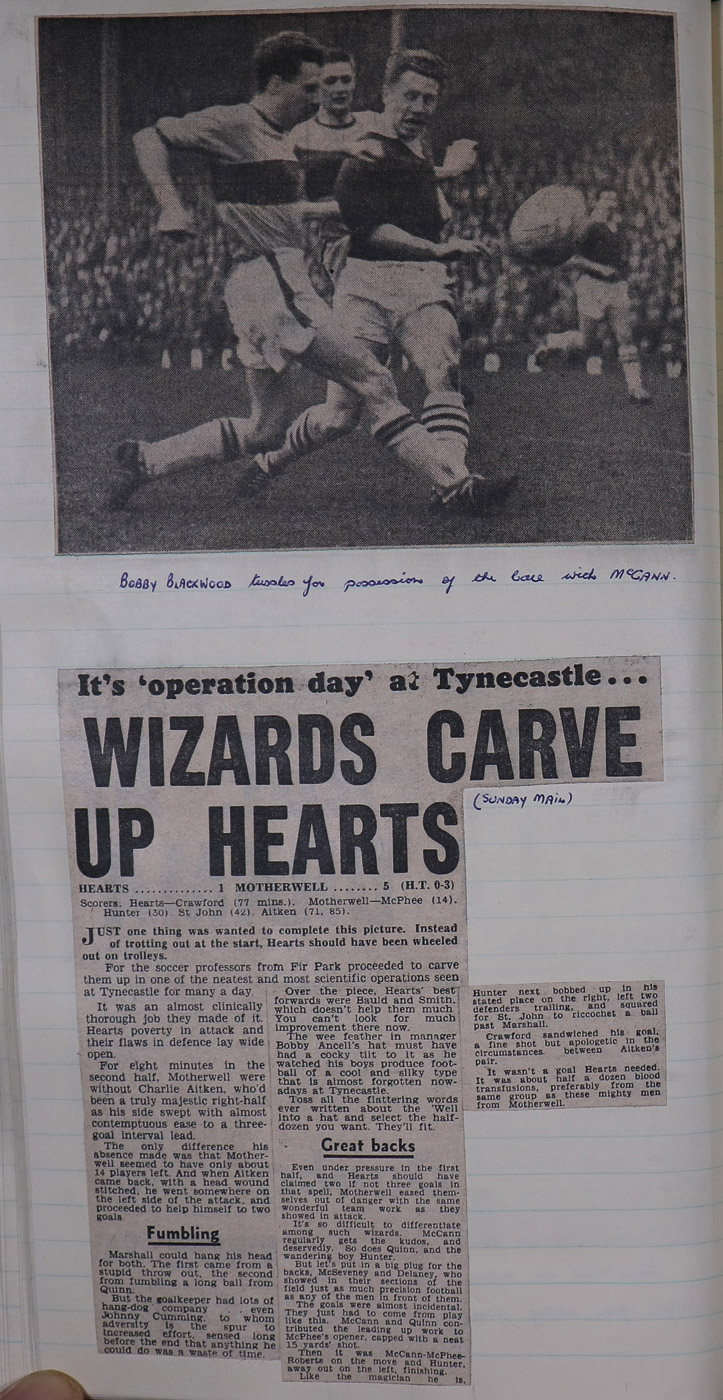 BOBBY BLACKWOOD tussles for possession of the ball with McCANN.
It's 'operation day' at Tynecastle...
WIZARDS CARVE
UP HEARTS
(SUNDAY MAIL)
HEARTS ............. 1 MOTHERWELL ........ 5 (H.T. 0-3)
Scorers: Hearts—Crawford (77 mins.). Motherwell—McPhee (14).
Hunter (30) St John (42). Aitken (71, 85).
JUST one thing was wanted to complete this picture. Instead
of trotting out at the start, Hearts should have been wheeled
out on trolleys.
For the soccer professors from Fir Park proceeded to carve
them up in one of the neatest and most scientific operations seen
at Tynecastle for many a day.
It was an almost clinically
thorough job they made of it.
Hearts poverty in attack and
their flaws in defence lay wide
open.
For eight minutes in the
second half, Motherwell were
without Charlie Aitken, who'd
been a truly majestic right-half
as his side swept with almost
contemptuous ease to a three-
goal interval lead.
The only difference his
absence made was that Mother-
well seemed to have only about
14 players left. And when Aitken
came back, with a head wound
stitched, he went somewhere on
the left side of the attack, and
proceeded to help himself to two
goals
Fumbling
Marshall could hang his head
for both. The first came from a
stupid throw out, the second
from fumbling a long ball from
Quinn.
But the goalkeeper had lots of
hang-dog company . even
Johnny Cumming, to whom
adversity is the spur to
increased effort, sensed long
before the end that anything he
could do was a waste of time.
Over the piece, Hearts' best
forwards were Bauld and Smith,
which doesn't help them much
You can't look for much
improvement there now.
The wee feather in manager
Bobby Ancell's hat must have
had a cocky tilt to it as he
watched his boys produce foot-
ball of a cool and silky type
that is almost forgotten now-
adays at Tynecastle.
Toss all the flattering words
ever written about the 'Well
into a hat and select the half-
dozen you want. They'll fit.
Great backs
Even under pressure in the first
half, and Hearts should have
claimed two if not three goals in
that spell, Motherwell eased them-
selves out of danger with the same
wonderful team work as they
showed in attack.
It's so difficult to differentiate
among such wizards. McCann
regularly gets the kudos, and
deservedly. So does Quinn, and the
wandering boy Hunter.
But let's put in a big plug for the
backs, McSeveney and Delaney, who
showed in their sections of the
field just as much precision football
as any of the men in front of them.
The goals were almost incidental.
They just had to come from play
like this. McCann and Quinn con-
tributed the leading up work to
McPhee's opener, capped with a neat
15 yards' shot.
Then it was McCann-McPhee-
Roberts on the move and Hunter,
away out on the left, finishing.
Like the magician he is,
Hunter next bobbed up in his
stated place on the right, left two
defenders trailing, and squared
for St. John to riccochet a ball
past Marshall.
Crawford sandwiched his goal,
a fine shot but apologetic in the
circumstances between Aitken's
pair.
It wasn't a goal Hearts needed.
It was about half a dozen blood
transfusions, preferably from the
same group as these mighty men
from Motherwell.